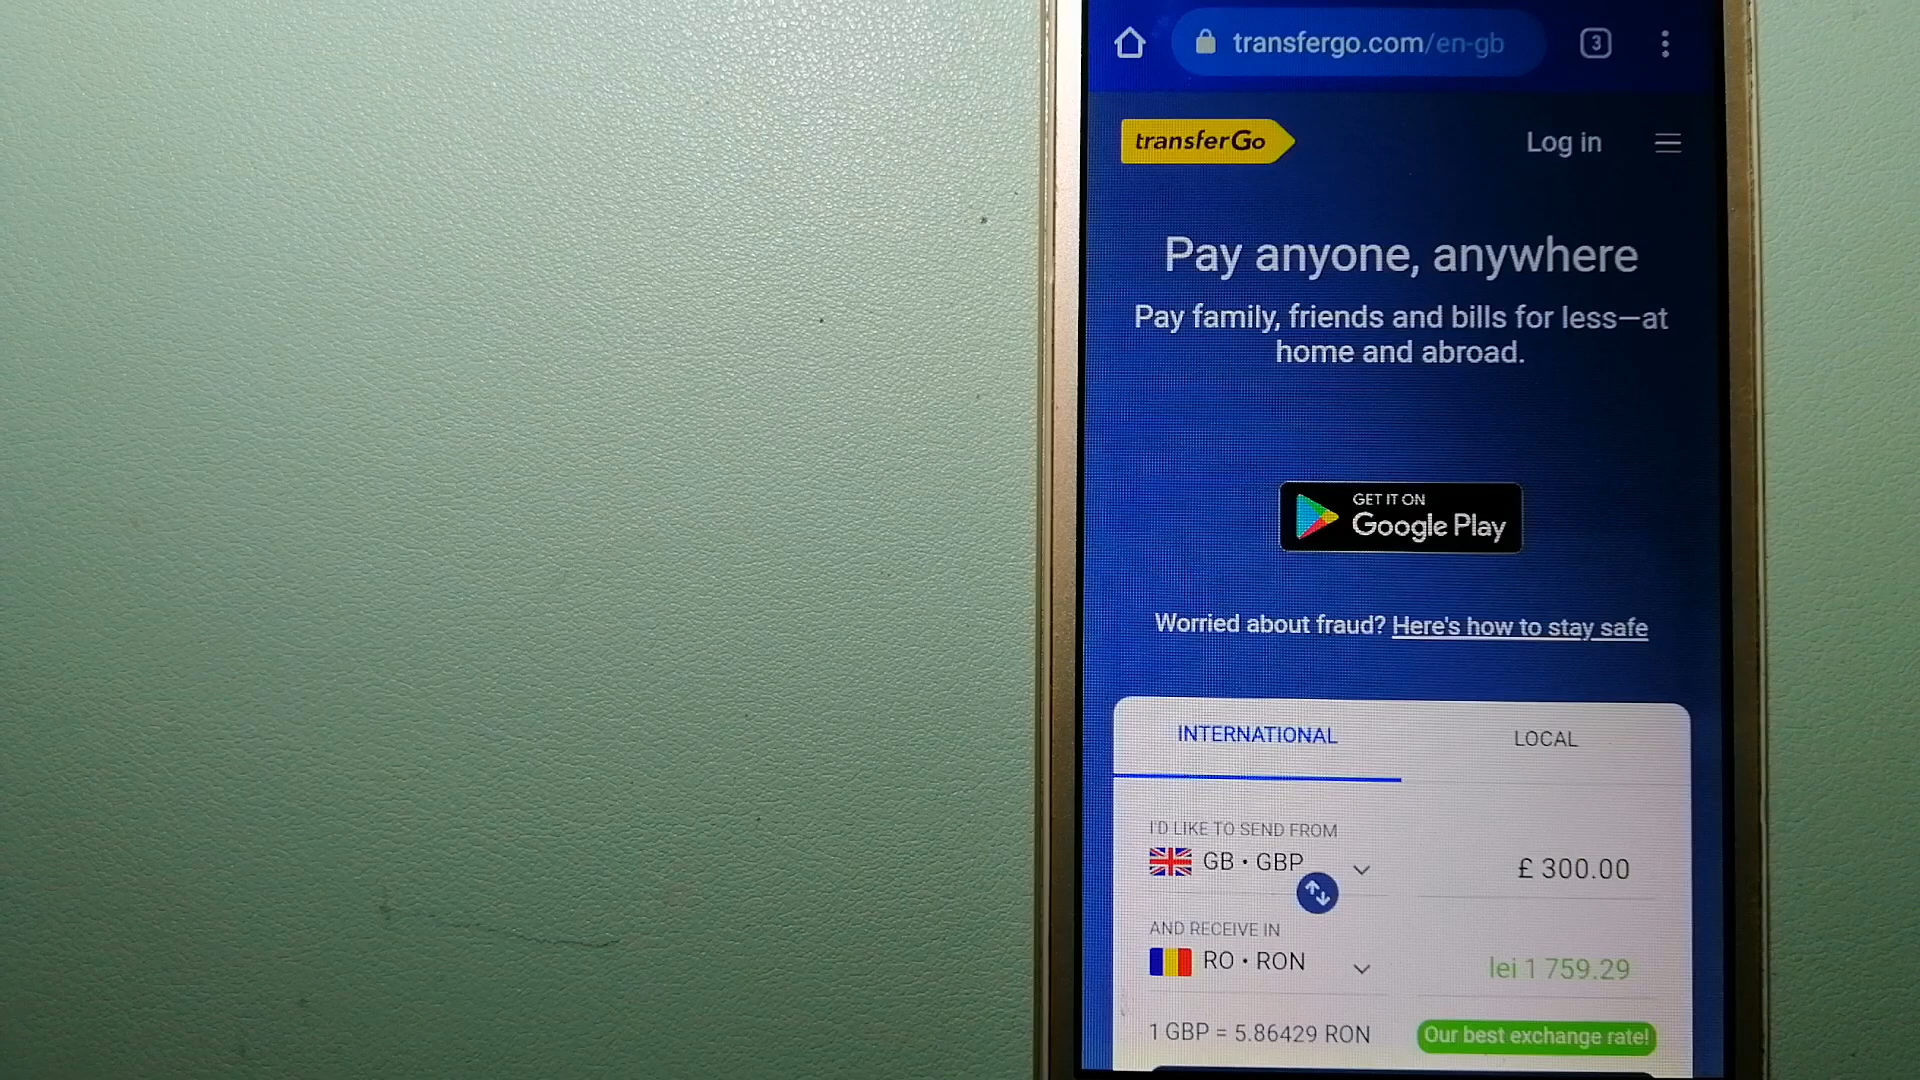 transfergo.com/en-gb
3
transferGo
Log in
Pay anyone, anywhere
Pay family, friends and bills for less—at
home and abroad.
GET IT ON
Google Play
Worried about fraud? Here's how to stay safe
INTERNATIONAL
LOCAL
I'D LIKE TO SEND FROM
GB • GBP
£ 300.00
AND RECEIVE IN
RO • RON
lei 1 759.29
1 GBP = 5.86429 RON
Our best exchange rate!